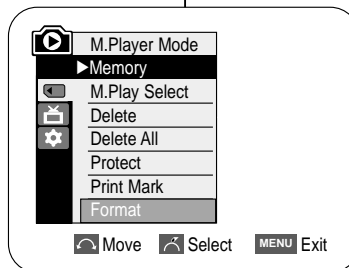 M.Player Mode
Memory
M.Play Select
Delete
Delete All
Protect
Print Mark
Format
Move Select MENU Exit